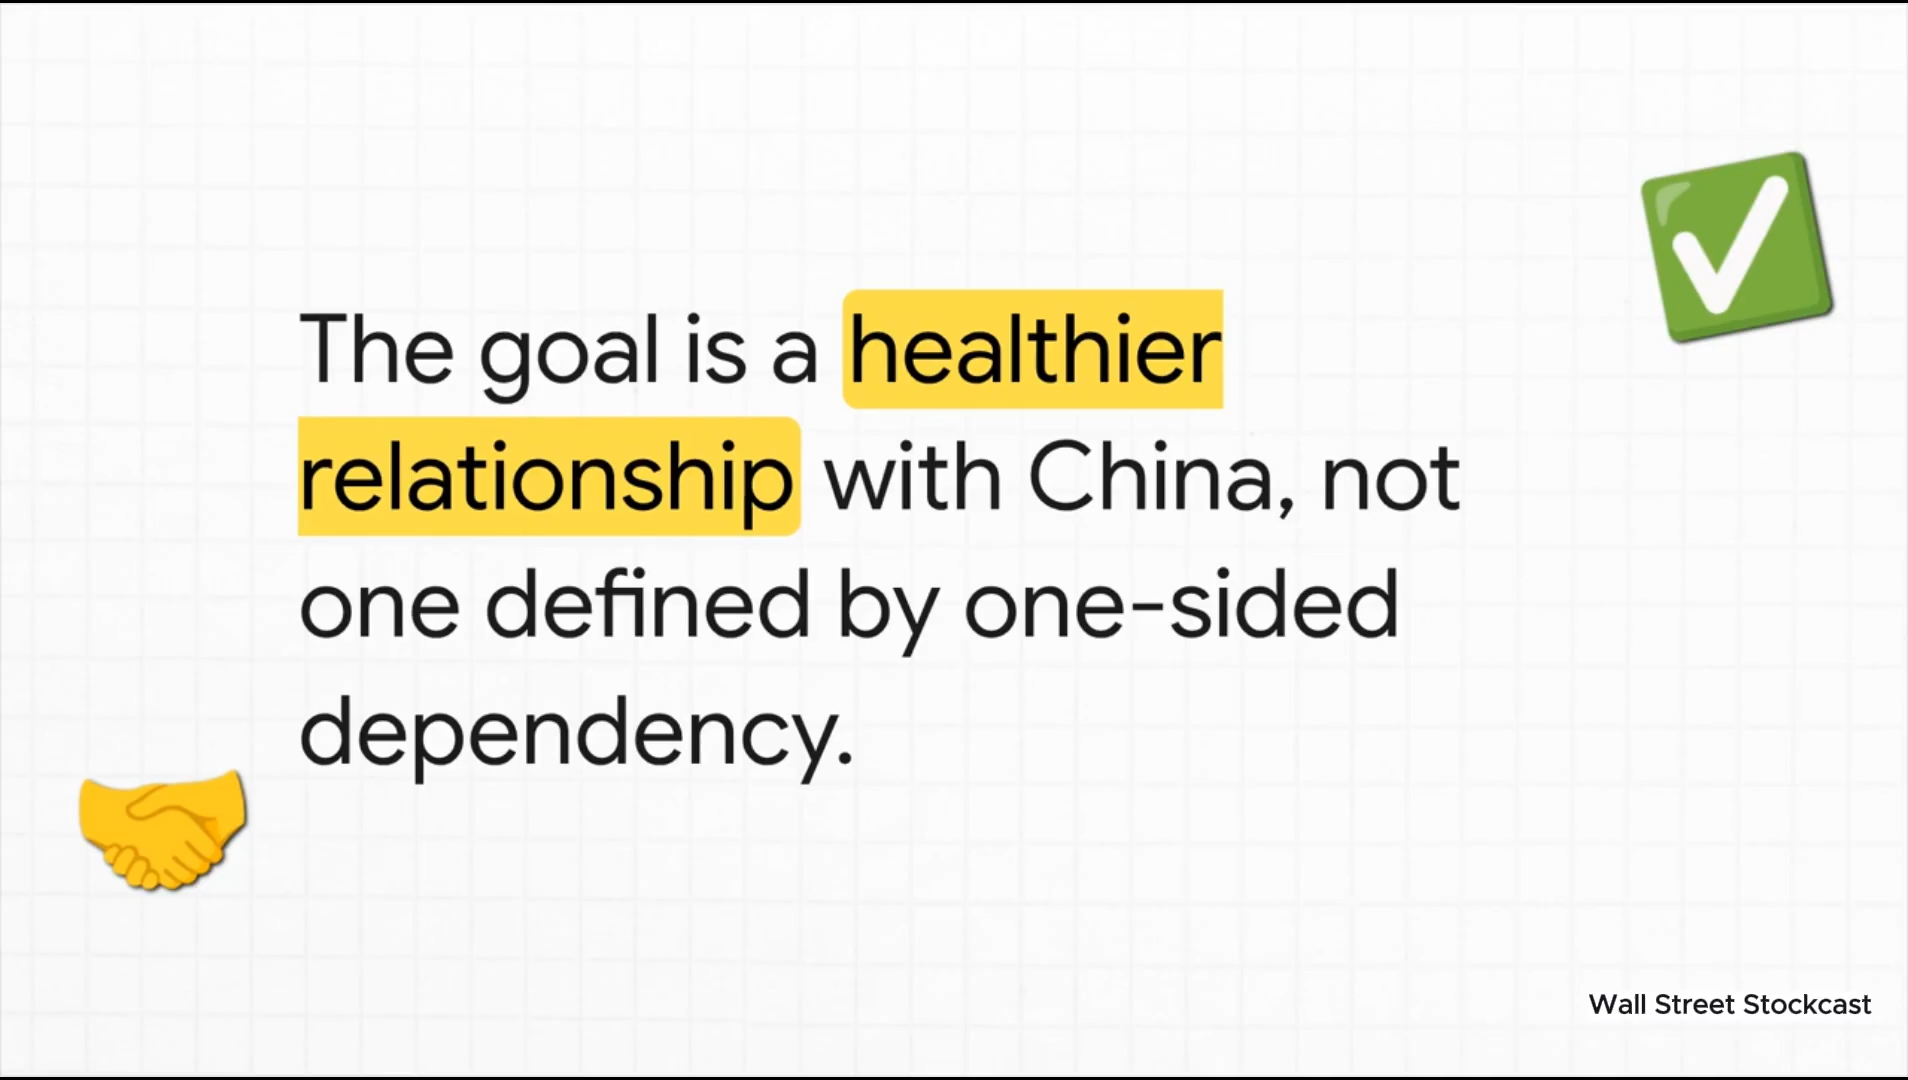 The goal is a healthier
relationship with China, not
one defined by one-sided
dependency.
Wall Street Stockcast